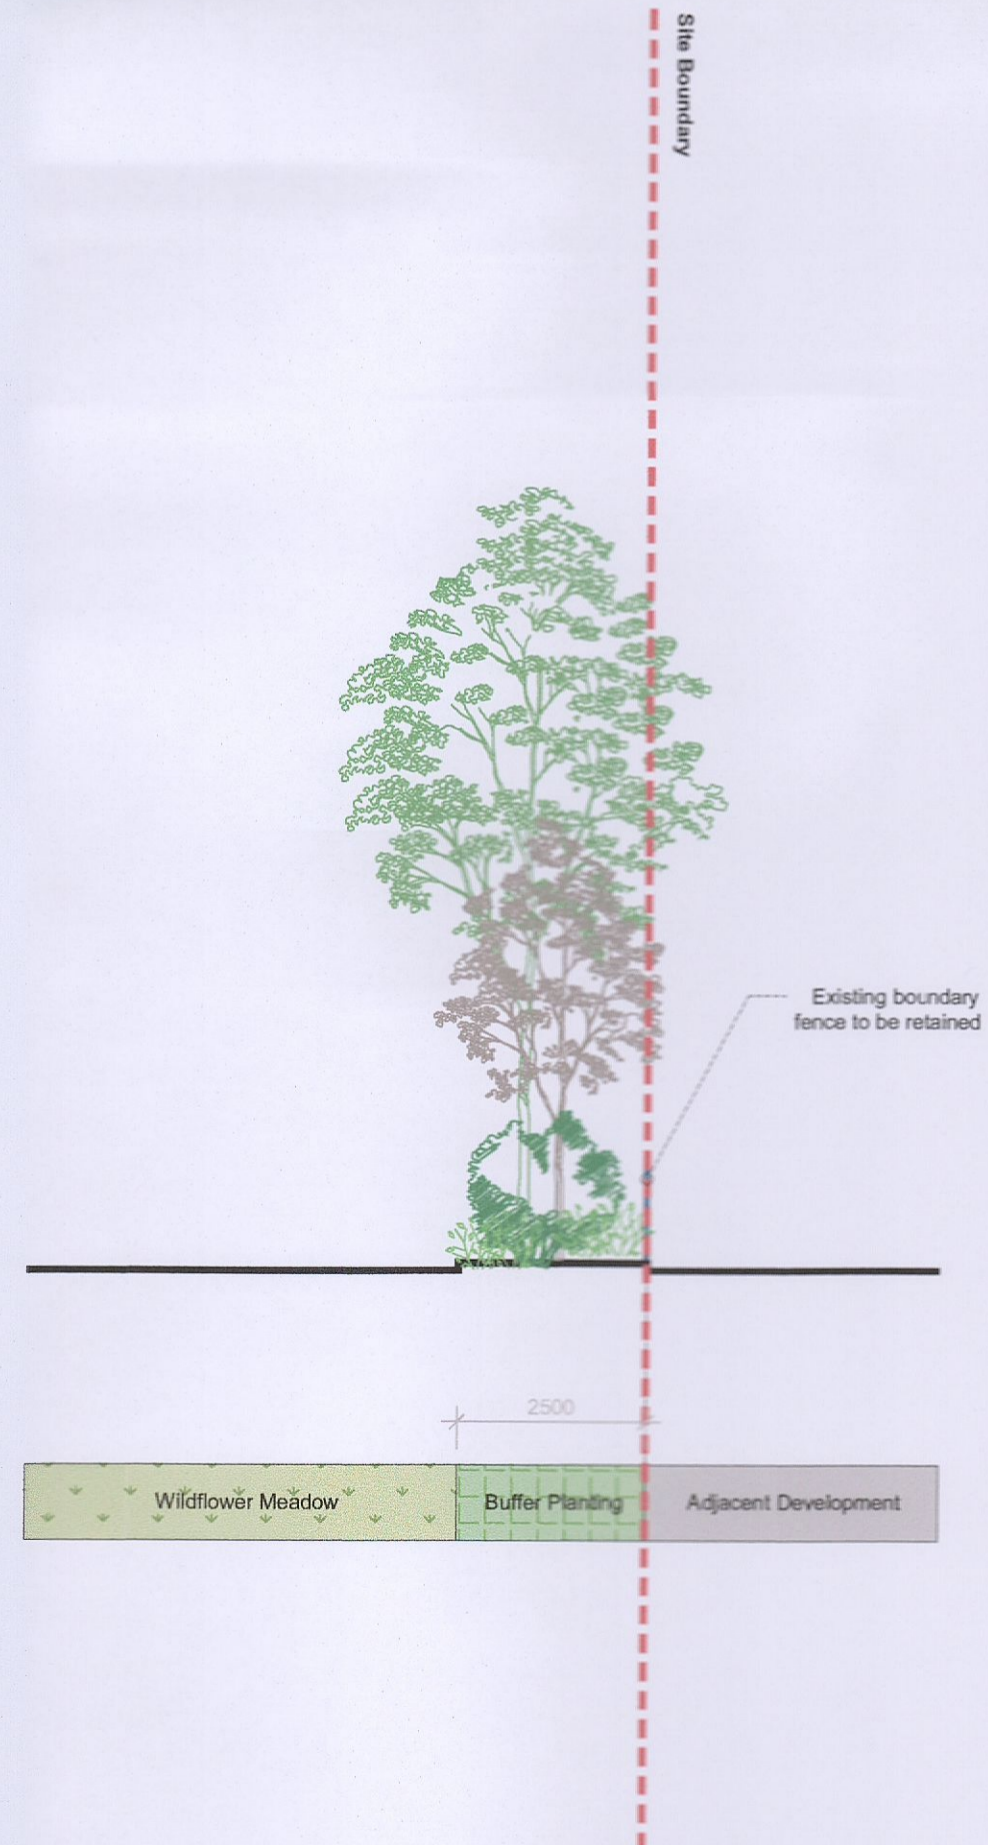 Site Boundary
Existing boundary
fence to be retained
2500
Wildflower Meadow
Buffer Planting
Adjacent Development